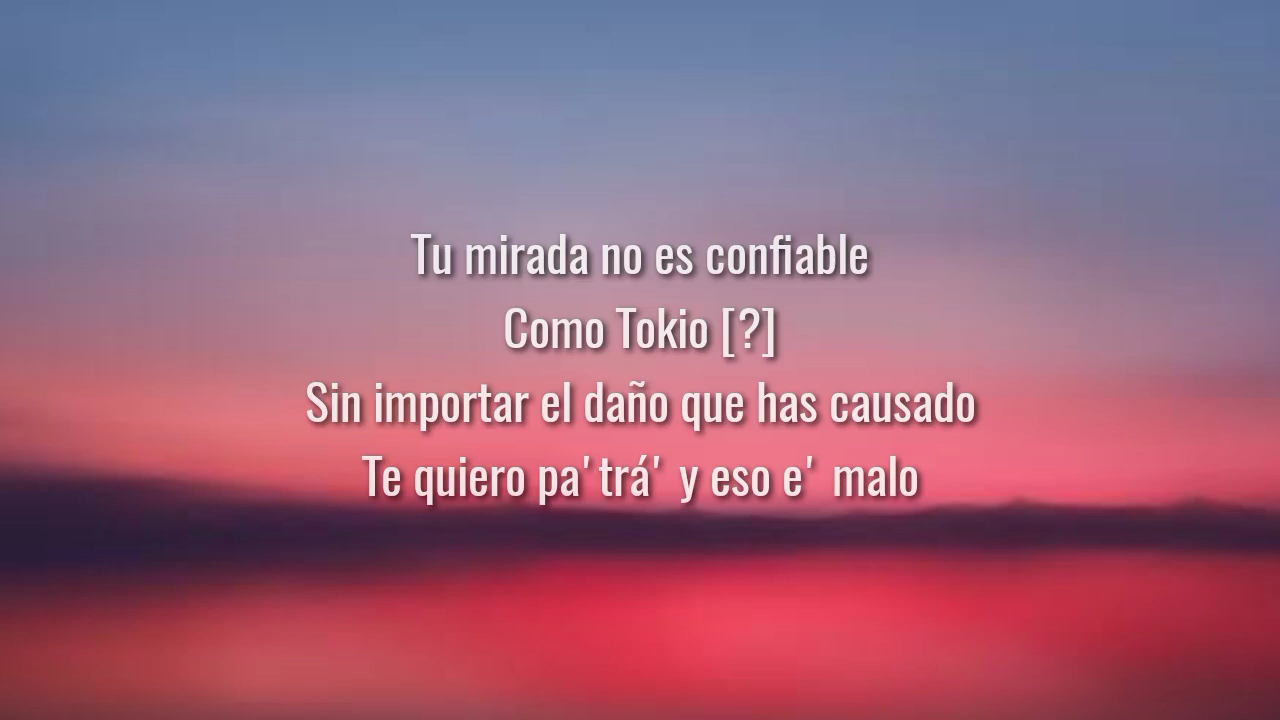 Tu mirada no es confiable
Como Tokio [?]
Sin importar el daño que has causado
Te quiero pa'trá' y eso e' malo